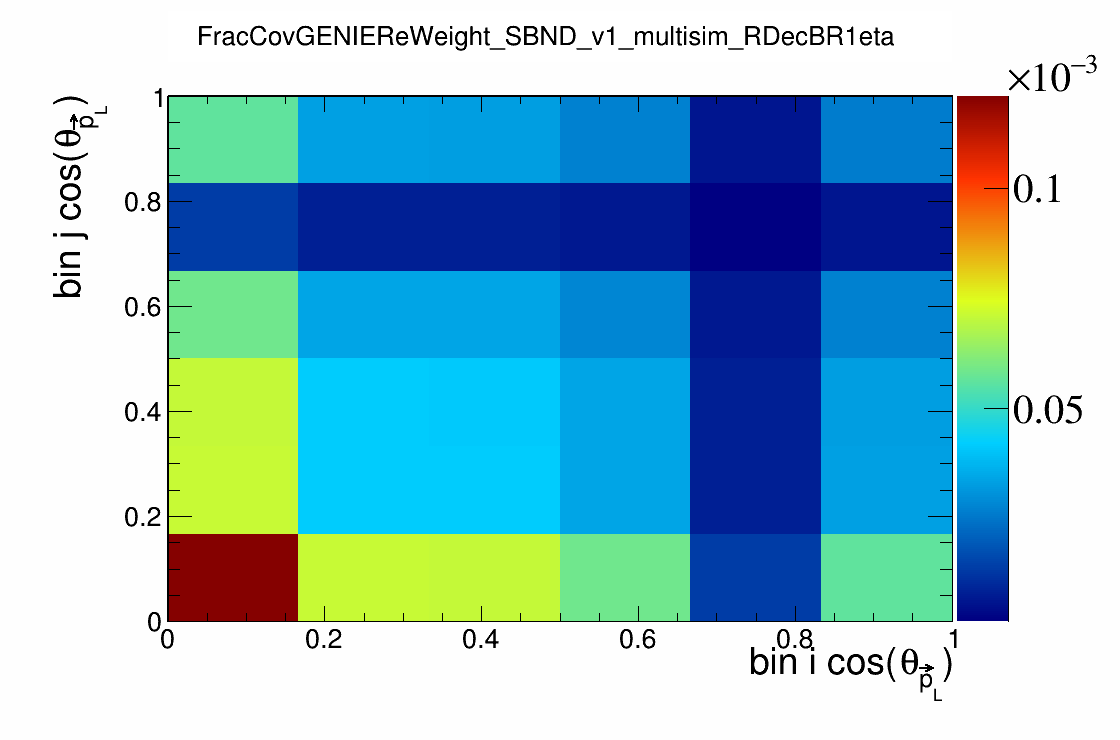 FracCovGENIEReWeight_SBND_v1_multisim_RDecBR1eta
×10⁻³
bin j cos(θ_p⃗_L)
1
0.8
0.6
0.4
0.2
0
0.1
0.05
0 0.2 0.4 0.6 0.8 1
bin i cos(θ_p⃗_L)